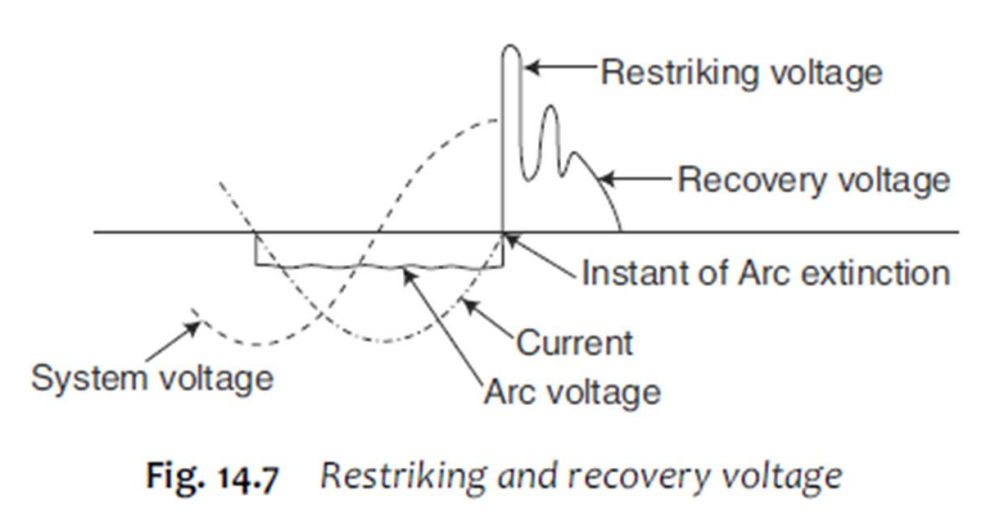 Restriking voltage
Recovery voltage
Instant of Arc extinction
Current
System voltage
Arc voltage
Fig. 14.7 Restriking and recovery voltage